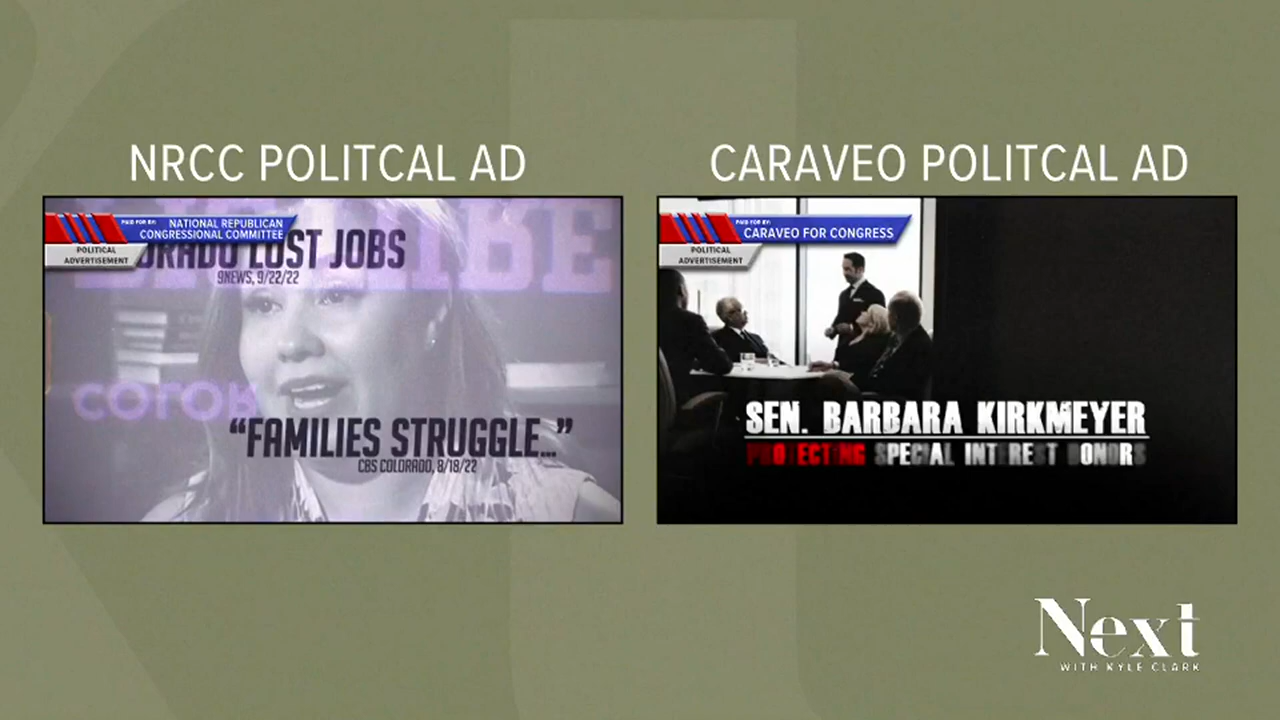 NRCC POLITCAL AD
PAID FOR BY:
NATIONAL REPUBLICAN
CONGRESSIONAL COMMITTEE
POLITICAL
ADVERTISEMENT
LOST JOBS
9NEWS, 9/22/22
COLOR
“FAMILIES STRUGGLE...”
CBS COLORADO, 8/18/22
CARAVEO POLITCAL AD
PAID FOR BY:
CARAVEO FOR CONGRESS
POLITICAL
ADVERTISEMENT
SEN. BARBARA KIRKMEYER
PROTECTING SPECIAL INTEREST DONORS
Next
WITH KYLE CLARK